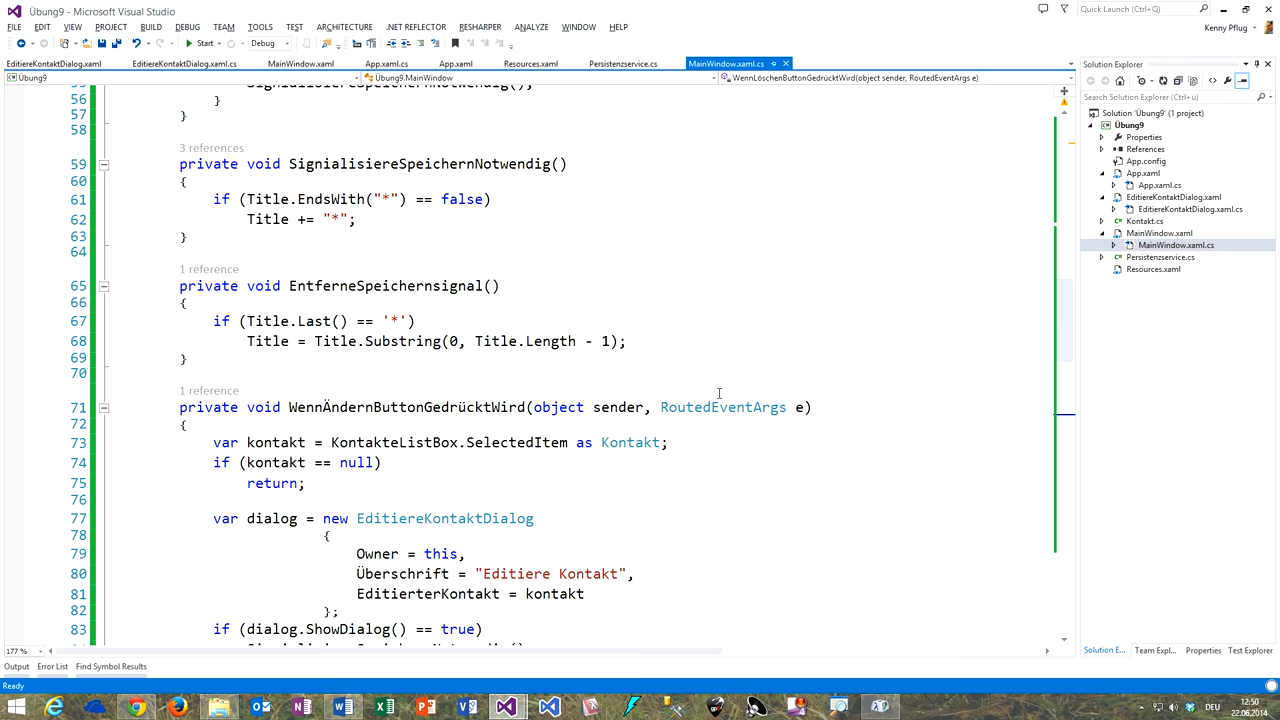 Übung9 - Microsoft Visual Studio
Quick Launch (Ctrl+Q)
FILE EDIT VIEW PROJECT BUILD DEBUG TEAM TOOLS TEST ARCHITECTURE .NET REFLECTOR RESHARPER ANALYZE WINDOW HELP
Kenny Pflug
Start Debug
EditiereKontaktDialog.xaml EditiereKontaktDialog.xaml.cs MainWindow.xaml App.xaml.cs App.xaml Resources.xaml Persistenzservice.cs MainWindow.xaml.cs
Übung9 Übung9.MainWindow WennLöschenButtonGedrücktWird(object sender, RoutedEventArgs e)
56 }
57 }
58
3 references
59 private void SignialisiereSpeichernNotwendig()
60 {
61 if (Title.EndsWith("*") == false)
62 Title += "*";
63 }
64
1 reference
65 private void EntferneSpeichernsignal()
66 {
67 if (Title.Last() == '*')
68 Title = Title.Substring(0, Title.Length - 1);
69 }
70
1 reference
71 private void WennÄndernButtonGedrücktWird(object sender, RoutedEventArgs e)
72 {
73 var kontakt = KontakteListBox.SelectedItem as Kontakt;
74 if (kontakt == null)
75 return;
76
77 var dialog = new EditiereKontaktDialog
78 {
79 Owner = this,
80 Überschrift = "Editiere Kontakt",
81 EditierterKontakt = kontakt
82 };
83 if (dialog.ShowDialog() == true)
177 %
Solution Explorer
Search Solution Explorer (Ctrl+ü)
Solution 'Übung9' (1 project)
Übung9
Properties
References
App.config
App.xaml
App.xaml.cs
EditiereKontaktDialog.xaml
EditiereKontaktDialog.xaml.cs
Kontakt.cs
MainWindow.xaml
MainWindow.xaml.cs
Persistenzservice.cs
Resources.xaml
Solution E... Team Expl... Properties Test Explorer
Output Error List Find Symbol Results
Ready
DEU
12:50
22.06.2014